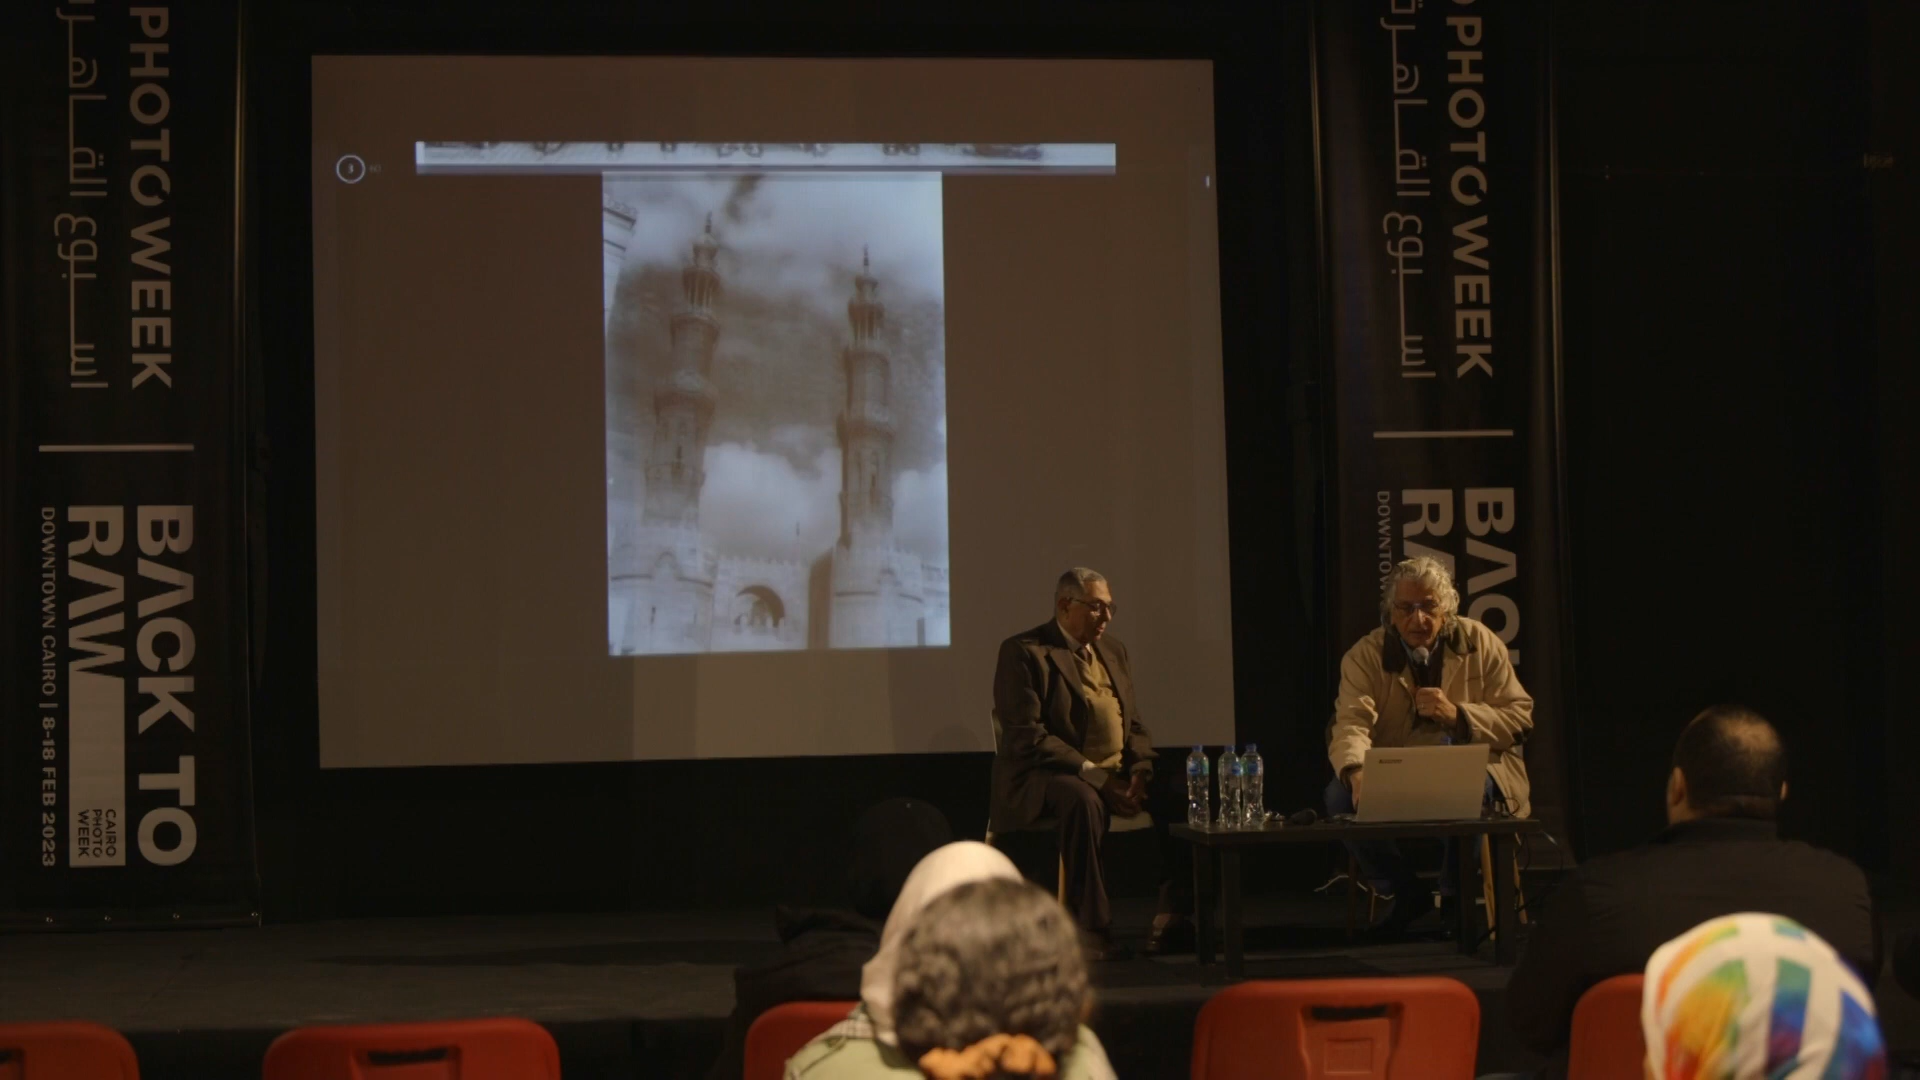 PHOTO WEEK
اسبوع القاهرة
BACK TO
RAW
DOWNTOWN CAIRO | 8-18 FEB 2023
CAIRO
PHOTO
WEEK
PHOTO WEEK
اسبوع القاهرة
BACK
RAW
DOWNTOWN